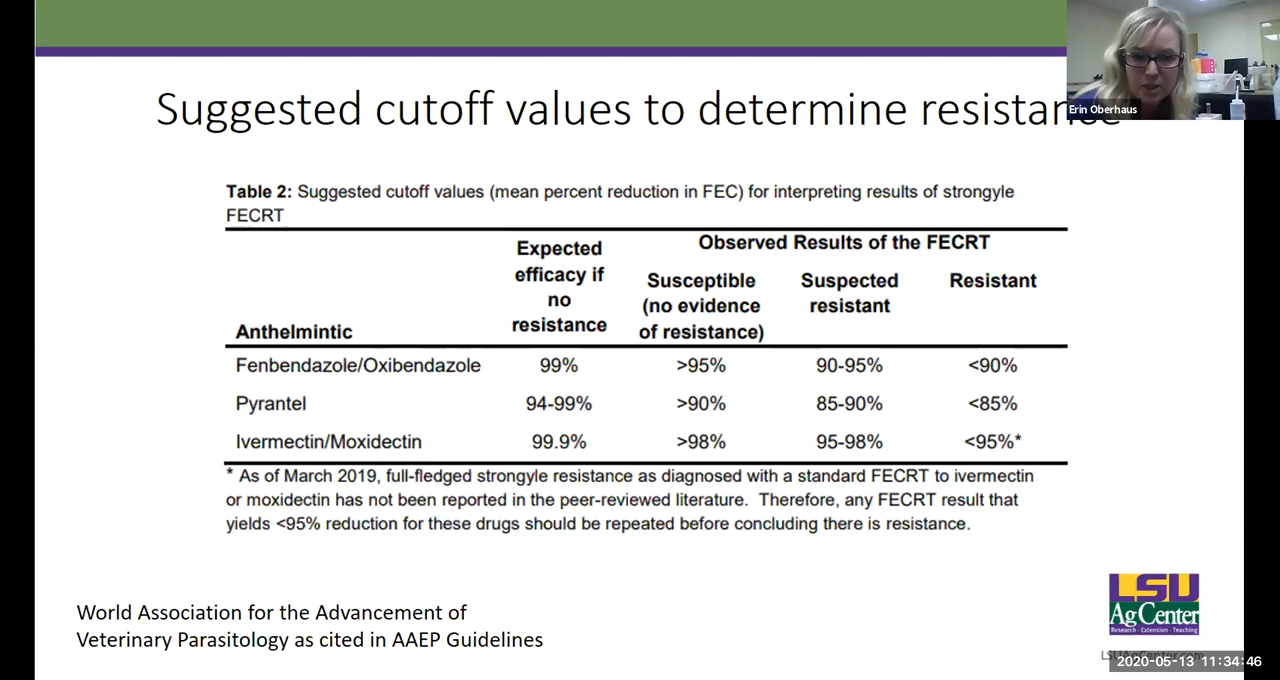 Suggested cutoff values to determine
Erin Oberhaus
Table 2: Suggested cutoff values (mean percent reduction in FEC) for interpreting results of strongyle
FECRT
Expected
efficacy if
no
resistance
Observed Results of the FECRT
Susceptible
(no evidence
of resistance)
Suspected
resistant
Resistant
Anthelmintic
Fenbendazole/Oxibendazole 99% >95% 90-95% <90%
Pyrantel 94-99% >90% 85-90% <85%
Ivermectin/Moxidectin 99.9% >98% 95-98% <95%*
* As of March 2019, full-fledged strongyle resistance as diagnosed with a standard FECRT to ivermectin
or moxidectin has not been reported in the peer-reviewed literature. Therefore, any FECRT result that
yields <95% reduction for these drugs should be repeated before concluding there is resistance.
World Association for the Advancement of
Veterinary Parasitology as cited in AAEP Guidelines
LSU
AgCenter
Research · Extension · Teaching
2020-05-13 11:34:46